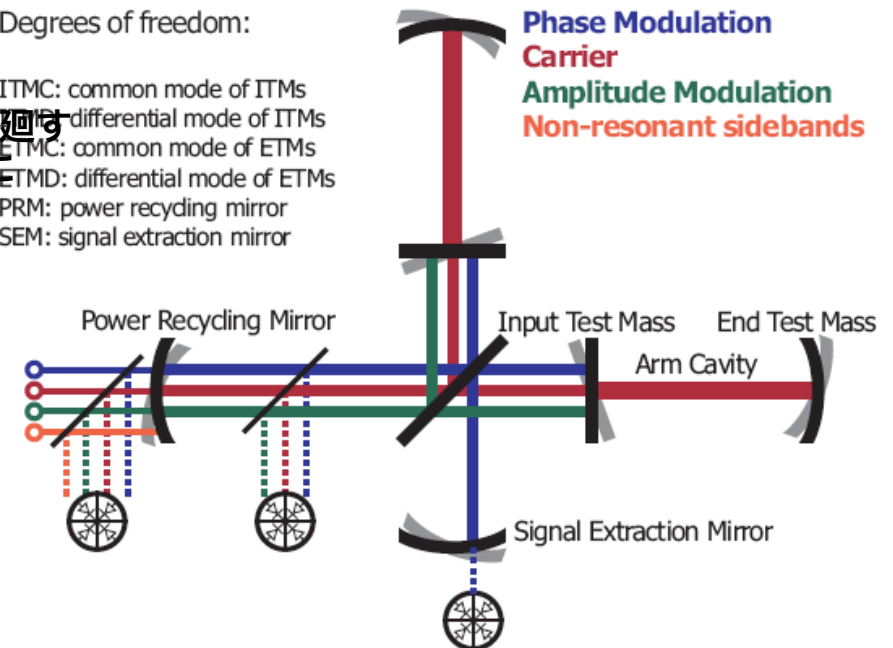 Degrees of freedom:
ITMC: common mode of ITMs
differential mode of ITMs
廻す
ETMC: common mode of ETMs
ETMD: differential mode of ETMs
PRM: power recycling mirror
SEM: signal extraction mirror
Phase Modulation
Carrier
Amplitude Modulation
Non-resonant sidebands
Power Recycling Mirror
Input Test Mass
End Test Mass
Arm Cavity
Signal Extraction Mirror